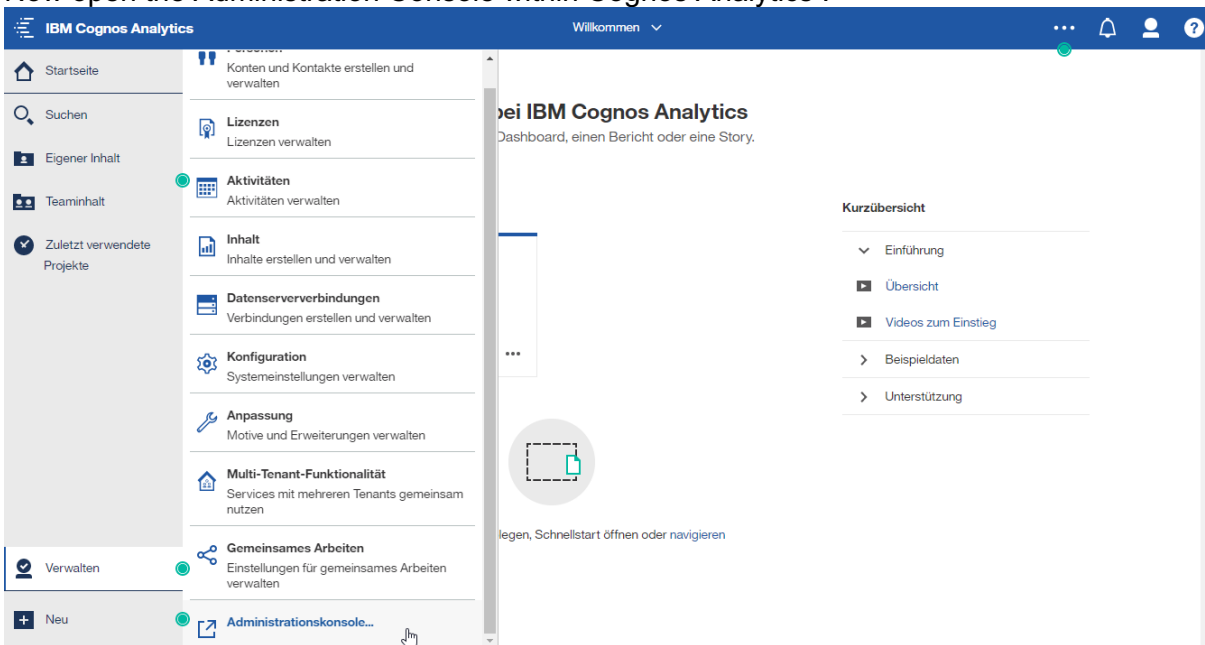 Now open the Administration Console within Cognos Analytics :
IBM Cognos Analytics
Willkommen
?
Startseite
Suchen
Eigener Inhalt
Teaminhalt
Zuletzt verwendete
Projekte
Verwalten
Neu
Personen
Konten und Kontakte erstellen und
verwalten
Lizenzen
Lizenzen verwalten
Aktivitäten
Aktivitäten verwalten
Inhalt
Inhalte erstellen und verwalten
Datenserververbindungen
Verbindungen erstellen und verwalten
Konfiguration
Systemeinstellungen verwalten
Anpassung
Motive und Erweiterungen verwalten
Multi-Tenant-Funktionalität
Services mit mehreren Tenants gemeinsam
nutzen
Gemeinsames Arbeiten
Einstellungen für gemeinsames Arbeiten
verwalten
Administrationskonsole...
bei IBM Cognos Analytics
Dashboard, einen Bericht oder eine Story.
legen, Schnellstart öffnen oder navigieren
Kurzübersicht
Einführung
Übersicht
Videos zum Einstieg
Beispieldaten
Unterstützung